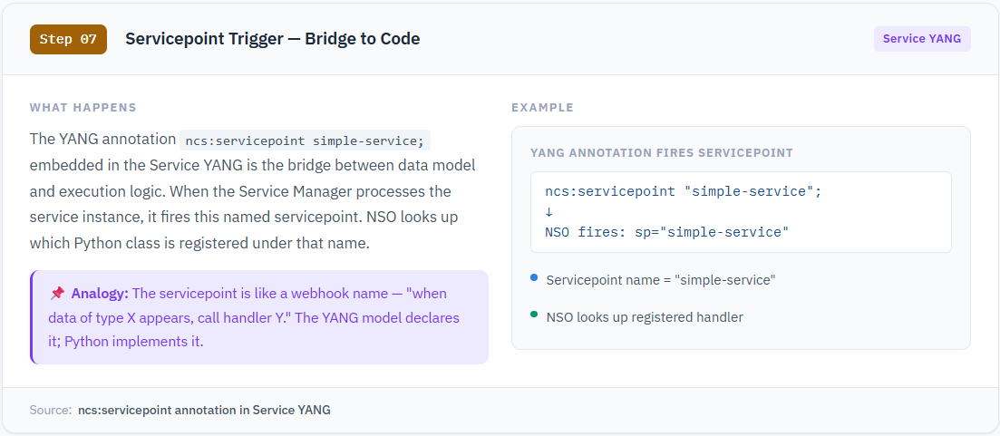 Step 07
Servicepoint Trigger — Bridge to Code
Service YANG
WHAT HAPPENS
The YANG annotation ncs:servicepoint simple-service;
embedded in the Service YANG is the bridge between data model
and execution logic. When the Service Manager processes the
service instance, it fires this named servicepoint. NSO looks up
which Python class is registered under that name.
📌 Analogy: The servicepoint is like a webhook name — "when
data of type X appears, call handler Y." The YANG model declares
it; Python implements it.
EXAMPLE
YANG ANNOTATION FIRES SERVICEPOINT
ncs:servicepoint "simple-service";
↓
NSO fires: sp="simple-service"
Servicepoint name = "simple-service"
NSO looks up registered handler
Source: ncs:servicepoint annotation in Service YANG